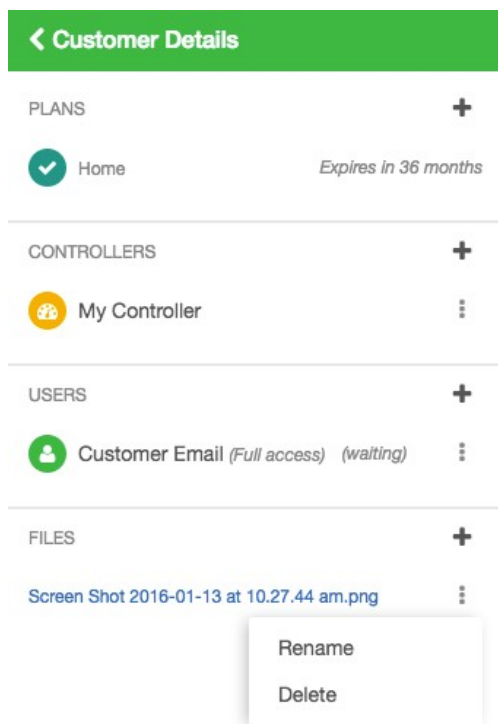 Customer Details
PLANS
Home Expires in 36 months
CONTROLLERS
My Controller
USERS
Customer Email (Full access) (waiting)
FILES
Screen Shot 2016-01-13 at 10.27.44 am.png
Rename
Delete